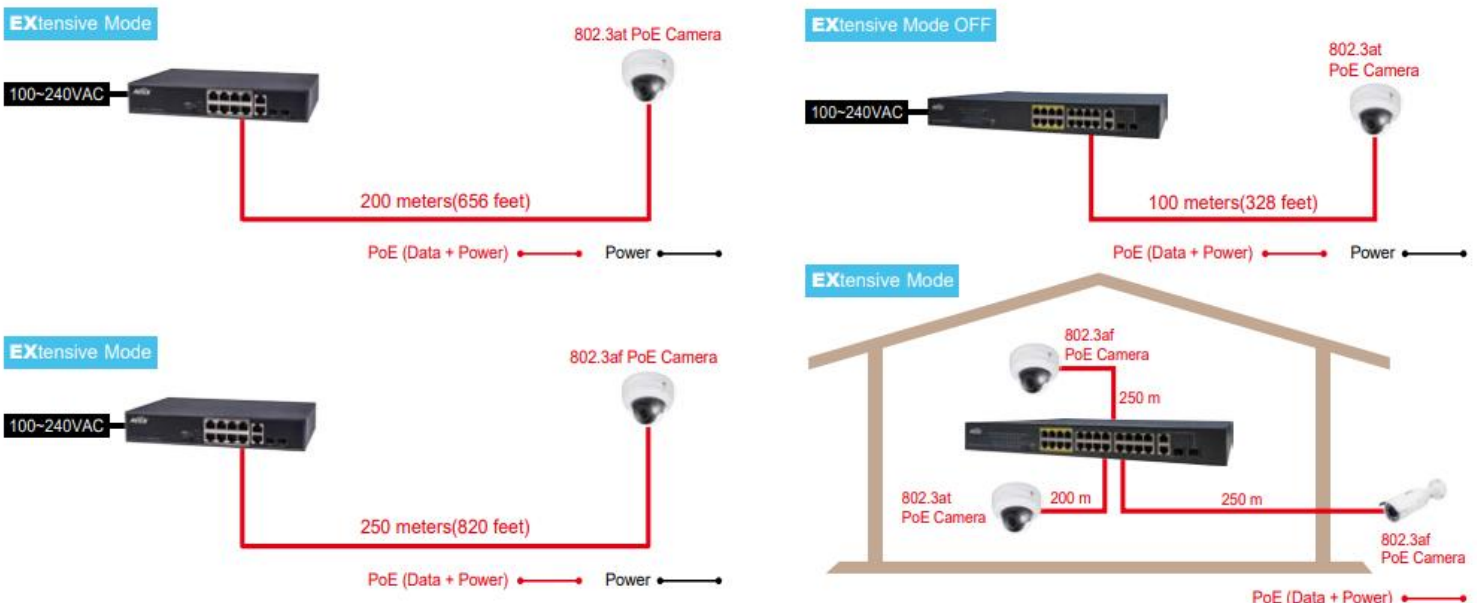 EXtensive Mode
802.3at PoE Camera
100~240VAC
200 meters(656 feet)
PoE (Data + Power)
Power
EXtensive Mode OFF
802.3at
PoE Camera
100~240VAC
100 meters(328 feet)
PoE (Data + Power)
Power
EXtensive Mode
802.3af PoE Camera
100~240VAC
250 meters(820 feet)
PoE (Data + Power)
Power
EXtensive Mode
802.3af
PoE Camera
250 m
802.3at
PoE Camera
200 m
250 m
802.3af
PoE Camera
PoE (Data + Power)